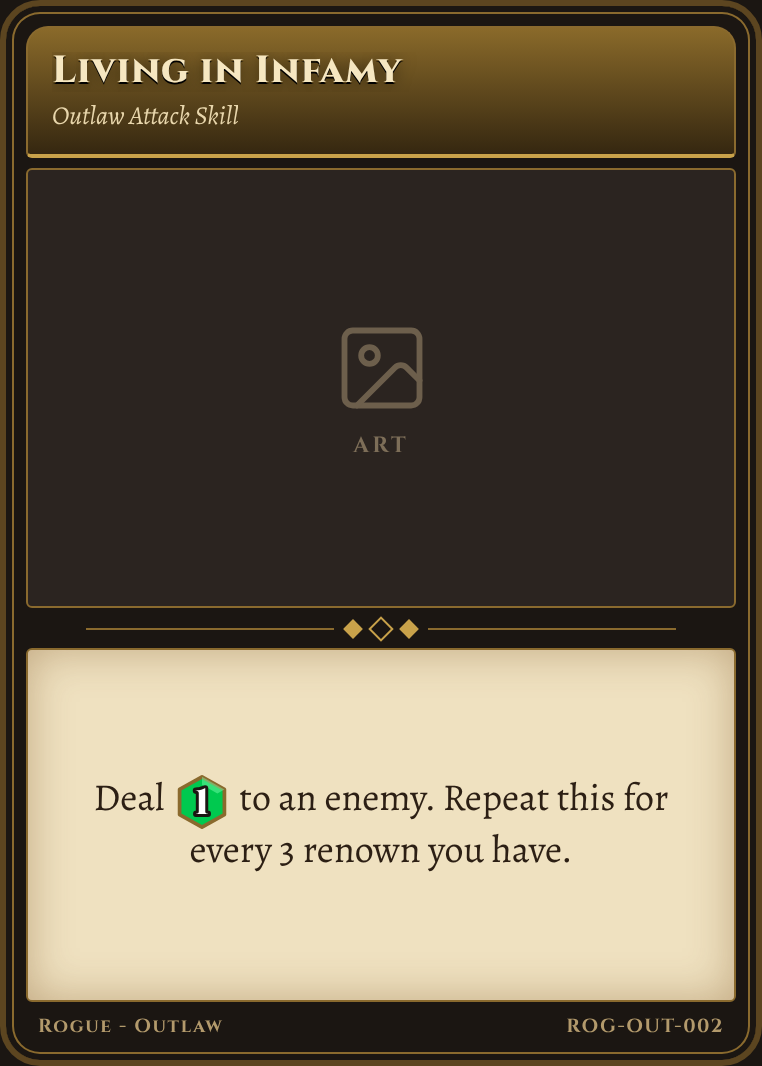 Living in Infamy
Outlaw Attack Skill
ART
Deal 1 to an enemy. Repeat this for
every 3 renown you have.
Rogue - Outlaw
ROG-OUT-002